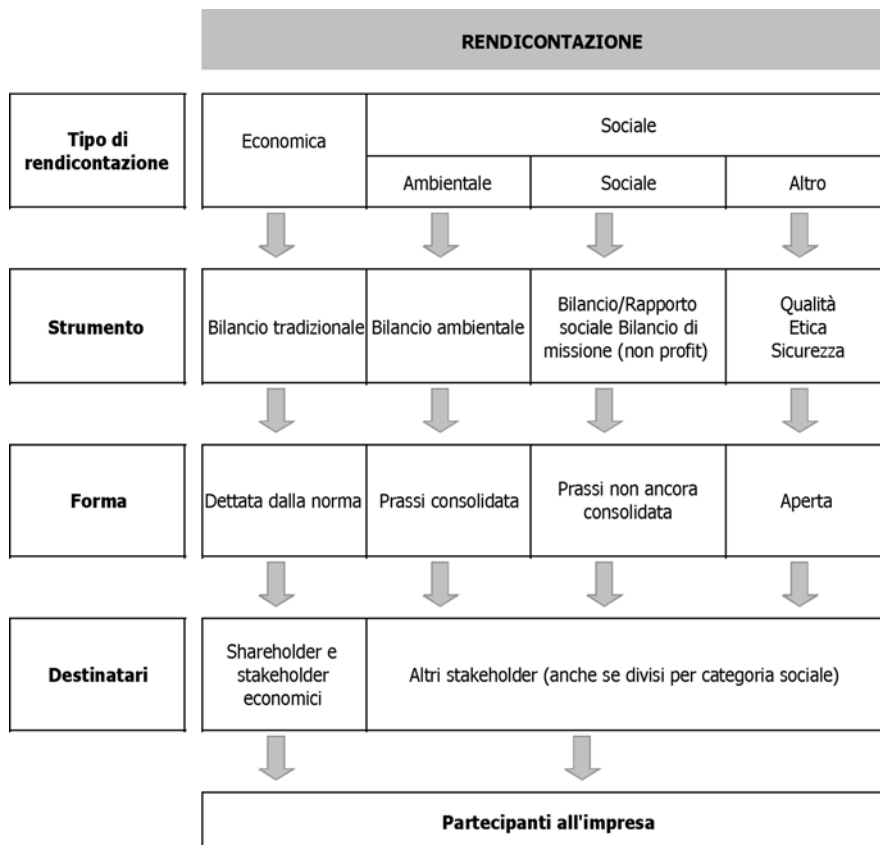 RENDICONTAZIONE
Tipo di
rendicontazione
Economica
Sociale
Ambientale
Sociale
Altro
Strumento
Bilancio tradizionale
Bilancio ambientale
Bilancio/Rapporto
sociale Bilancio di
missione (non profit)
Qualità
Etica
Sicurezza
Forma
Dettata dalla norma
Prassi consolidata
Prassi non ancora
consolidata
Aperta
Destinatari
Shareholder e
stakeholder
economici
Altri stakeholder (anche se divisi per categoria sociale)
Partecipanti all'impresa